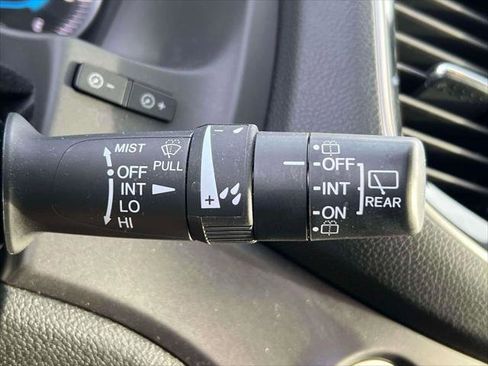 MIST
PULL
OFF
INT
LO
HI
-
+
-
+
OFF
INT
ON
REAR